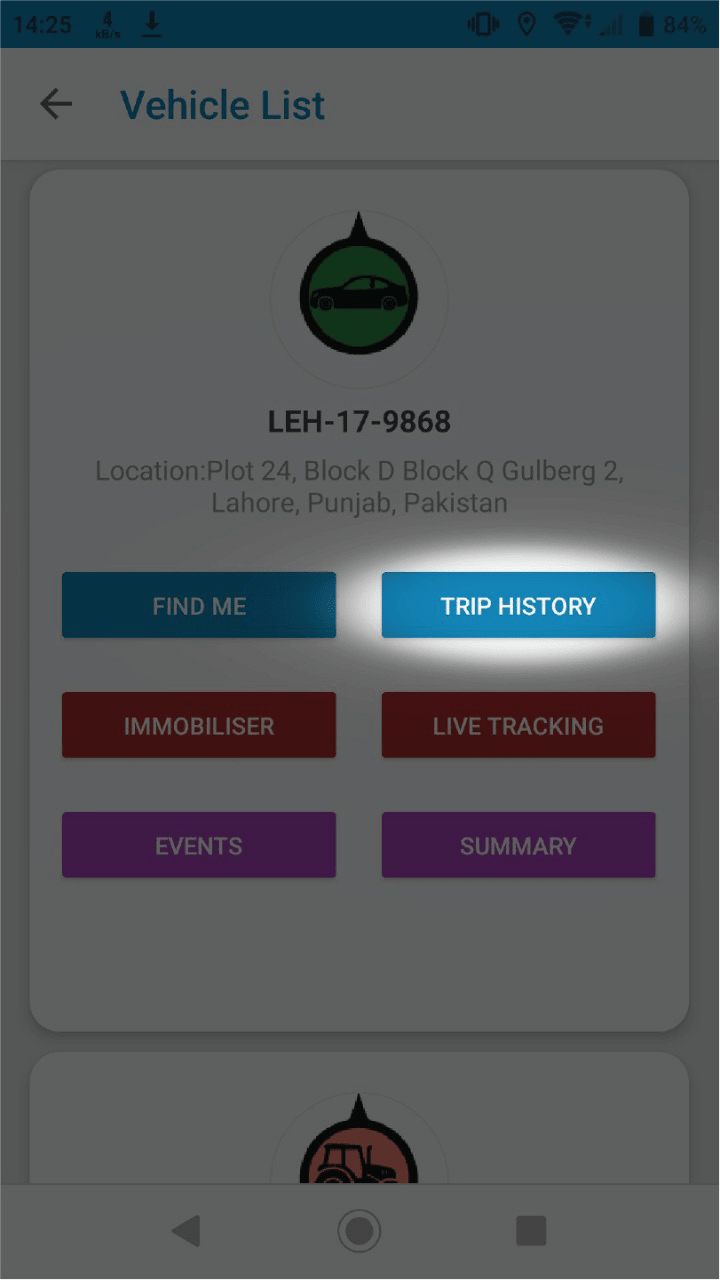 14:25 4 kB/s 84%
Vehicle List
LEH-17-9868
Location:Plot 24, Block D Block Q Gulberg 2,
Lahore, Punjab, Pakistan
FIND ME TRIP HISTORY
IMMOBILISER LIVE TRACKING
EVENTS SUMMARY